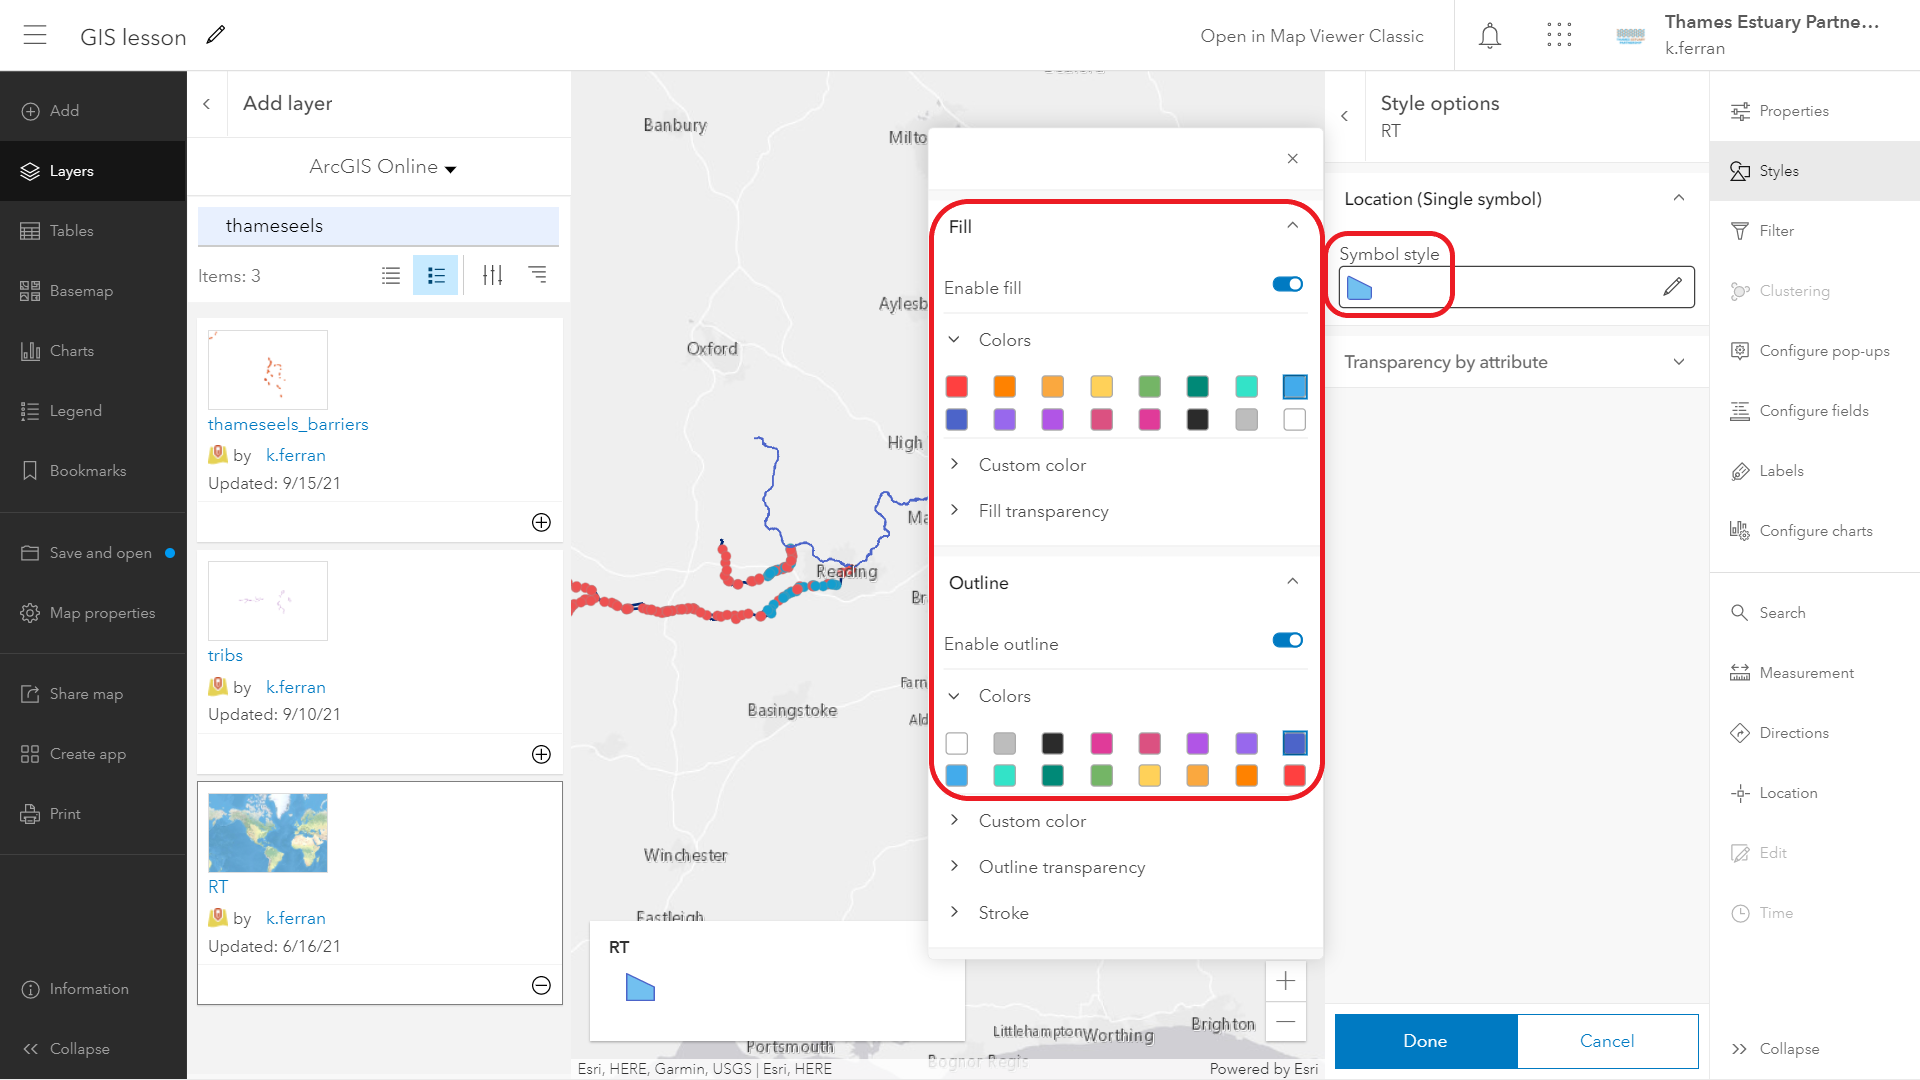 GIS lesson
Open in Map Viewer Classic
Thames Estuary Partne...
k.ferran
Add
Layers
Tables
Basemap
Charts
Legend
Bookmarks
Save and open
Map properties
Share map
Create app
Print
Information
Collapse
Add layer
ArcGIS Online
thameseels
Items: 3
thameseels_barriers
by k.ferran
Updated: 9/15/21
tribs
by k.ferran
Updated: 9/10/21
RT
by k.ferran
Updated: 6/16/21
Banbury
Milto
Aylesb
Oxford
High
Ma
Reading
Br
Farn
Ald
Basingstoke
Winchester
Eastleigh
RT
Portsmouth
Littlehampton
Worthing
Brighton
Bognor Regis
Esri, HERE, Garmin, USGS | Esri, HERE
Powered by Esri
Fill
Enable fill
Colors
Custom color
Fill transparency
Outline
Enable outline
Colors
Custom color
Outline transparency
Stroke
Style options
RT
Location (Single symbol)
Symbol style
Transparency by attribute
Done
Cancel
Properties
Styles
Filter
Clustering
Configure pop-ups
Configure fields
Labels
Configure charts
Search
Measurement
Directions
Location
Edit
Time
Collapse